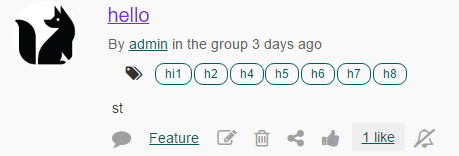 hello
By admin in the group 3 days ago
hi1 h2 h4 h5 h6 h7 h8
st
Feature 1 like